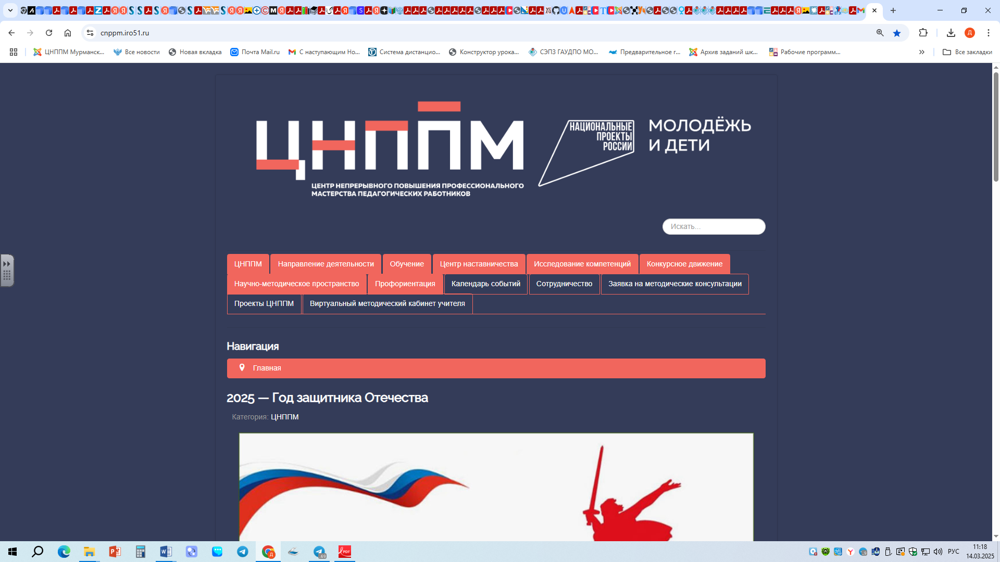 cnppm.iro51.ru
ЦНППМ Мурманск...
Все новости
Новая вкладка
Почта Mail.ru
С наступающим Но...
Система дистанцио...
Конструктор урока...
СЭПЗ ГАУДПО МО...
Предварительное г...
Архив заданий шк...
Рабочие программ...
Все закладки
ЦНППМ
ЦЕНТР НЕПРЕРЫВНОГО ПОВЫШЕНИЯ ПРОФЕССИОНАЛЬНОГО
МАСТЕРСТВА ПЕДАГОГИЧЕСКИХ РАБОТНИКОВ
НАЦИОНАЛЬНЫЕ
ПРОЕКТЫ
РОССИИ
МОЛОДЁЖЬ
И ДЕТИ
Искать...
ЦНППМ Направление деятельности Обучение Центр наставничества Исследование компетенций Конкурсное движение
Научно-методическое пространство Профориентация Календарь событий Сотрудничество Заявка на методические консультации
Проекты ЦНППМ Виртуальный методический кабинет учителя
Навигация
Главная
2025 — Год защитника Отечества
Категория: ЦНППМ
РУС
11:18
14.03.2025